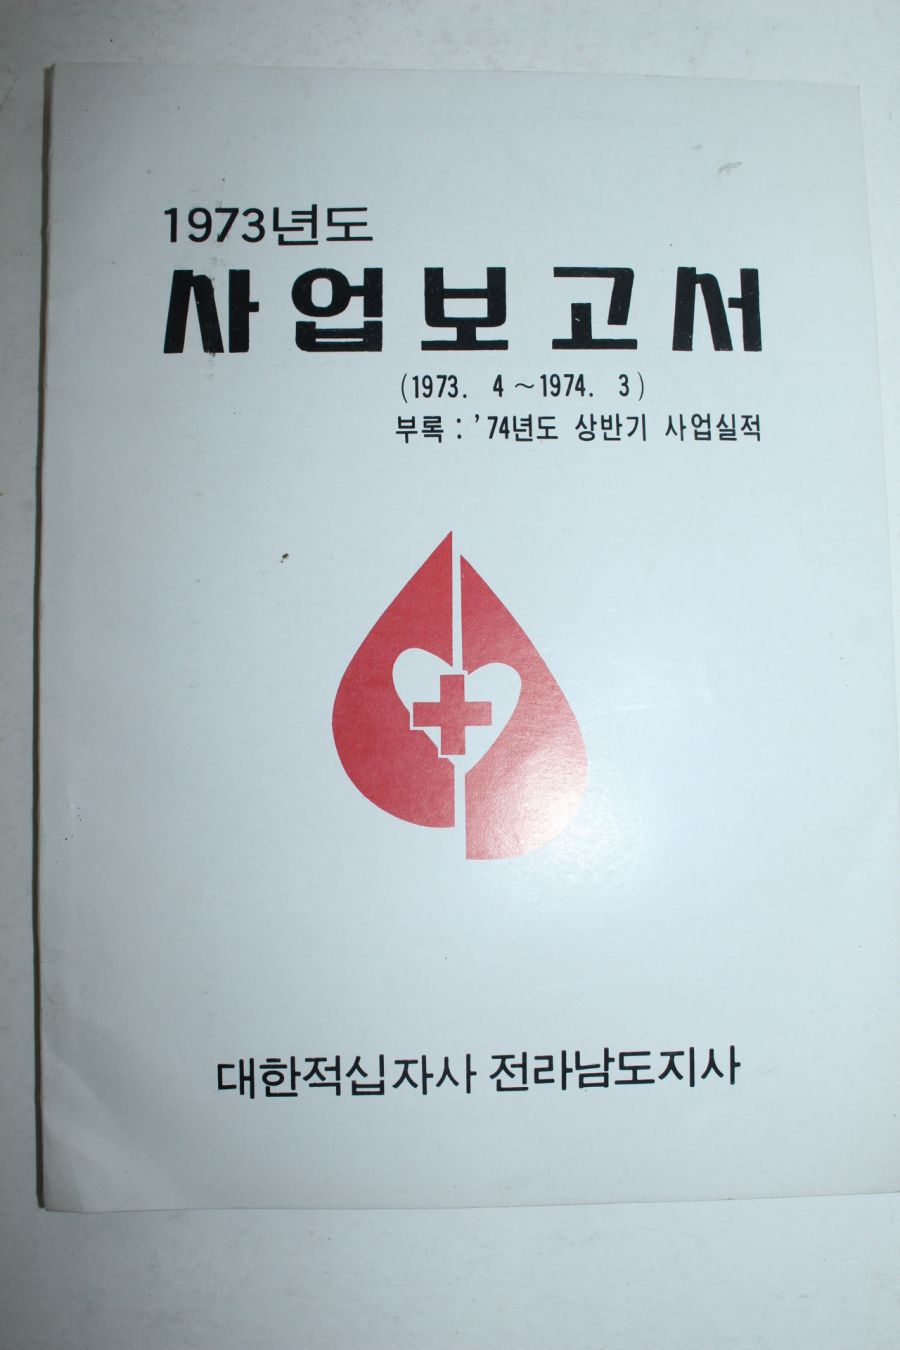 1973년도
사업보고서
(1973. 4～1974. 3)
부록 : '74년도 상반기 사업실적
대한적십자사 전라남도지사